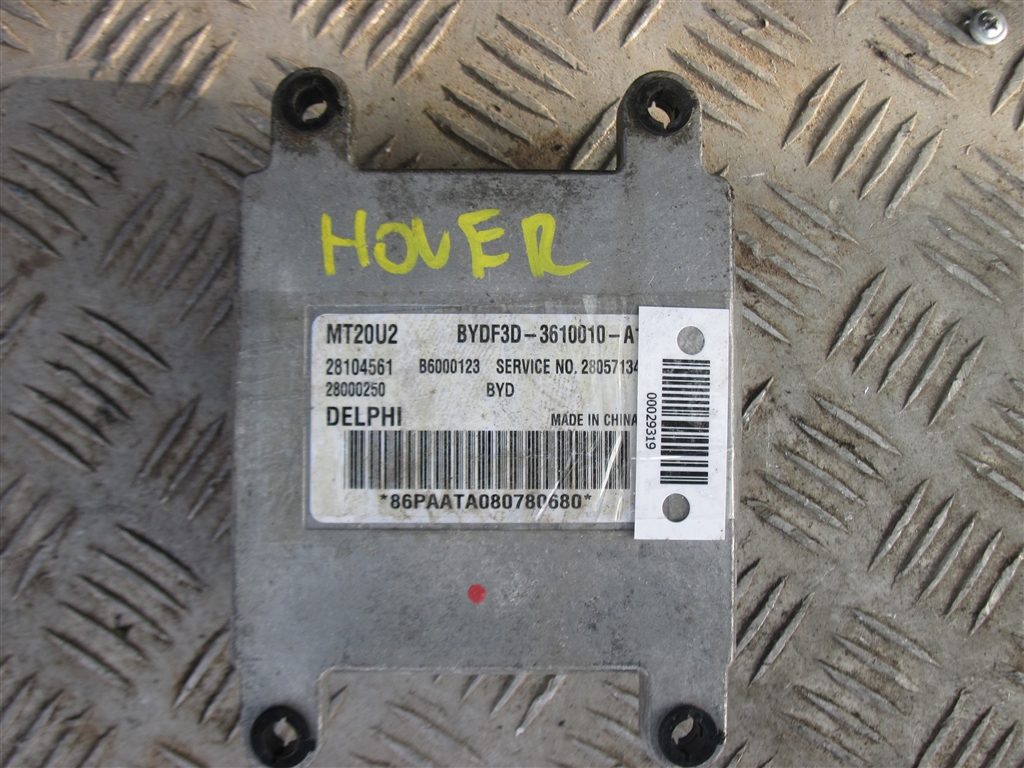 HOVER
MT20U2 BYDF3D-3610010-A1
28104561 B6000123 SERVICE NO. 28057134
28000250 BYD
DELPHI MADE IN CHINA
*86PAATA080780680*
00029319